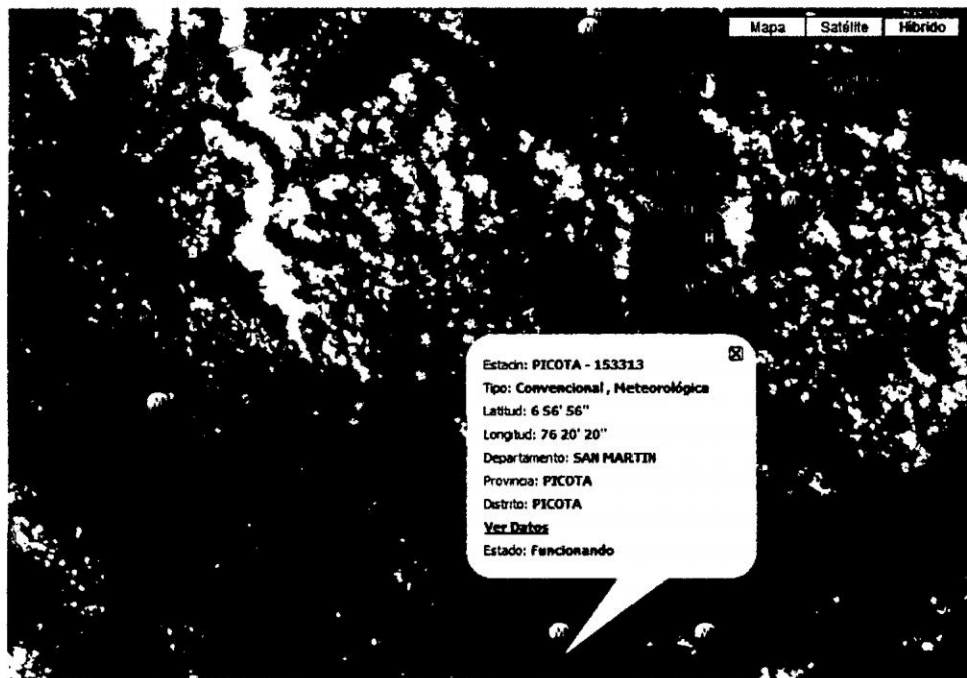 Mapa Satélite Híbrido
Estacin: PICOTA - 153313
Tipo: Convencional , Meteorológica
Latitud: 6 56' 56"
Longitud: 76 20' 20"
Departamento: SAN MARTIN
Provincia: PICOTA
Distrito: PICOTA
Ver Datos
Estado: Funcionando